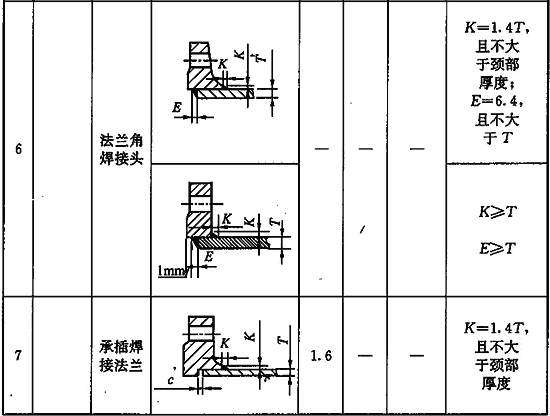 6
法兰角
焊接头
K
K
T
E
—
—
—
K=1.4T,
且不大
于颈部
厚度;
E=6.4,
且不大
于T
K
K
T
E
1mm
K≥T
E≥T
7
承插焊
接法兰
K
K
T
c
1.6
—
—
K=1.4T,
且不大
于颈部
厚度